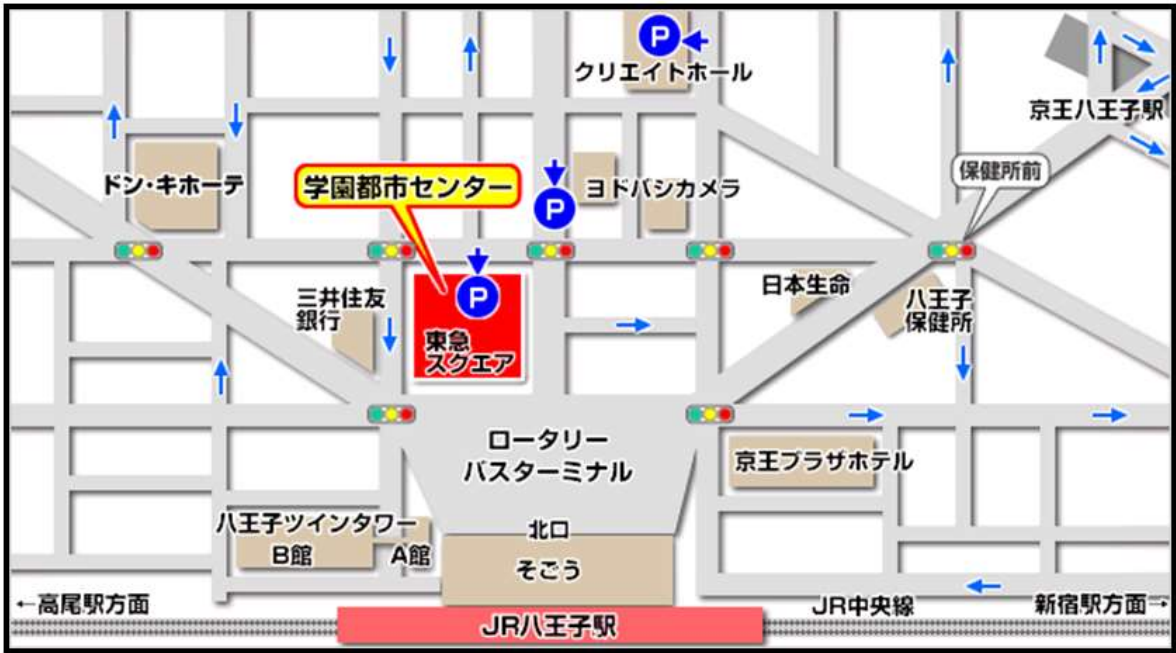 P
クリエイトホール
京王八王子駅
ドン・キホーテ
学園都市センター
P
ヨドバシカメラ
保健所前
P
東急
スクエア
三井住友
銀行
日本生命
八王子
保健所
ロータリー
バスターミナル
京王プラザホテル
八王子ツインタワー
B館
A館
北口
そごう
←高尾駅方面
JR中央線
新宿駅方面→
JR八王子駅